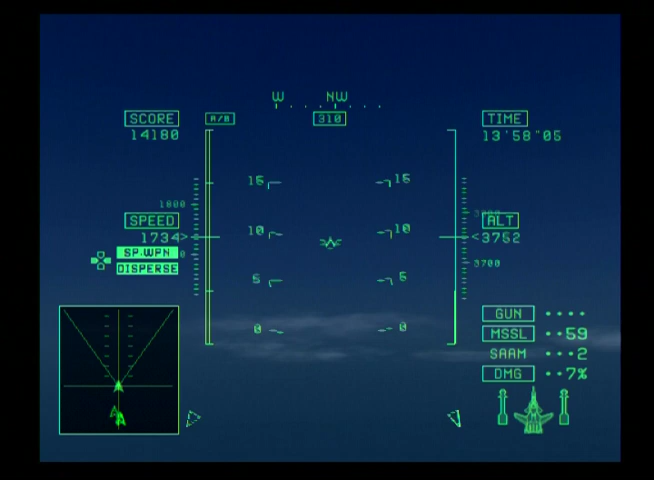 W NW
SCORE A/B 310 TIME
14180 13'58"05
15 15
1800
SPEED ALT
1734> <3752
10 10
SP.WPN
DISPERSE
3700
5 5
GUN ••••
0 0
MSSL ••59
SAAM •••2
DMG ••7%